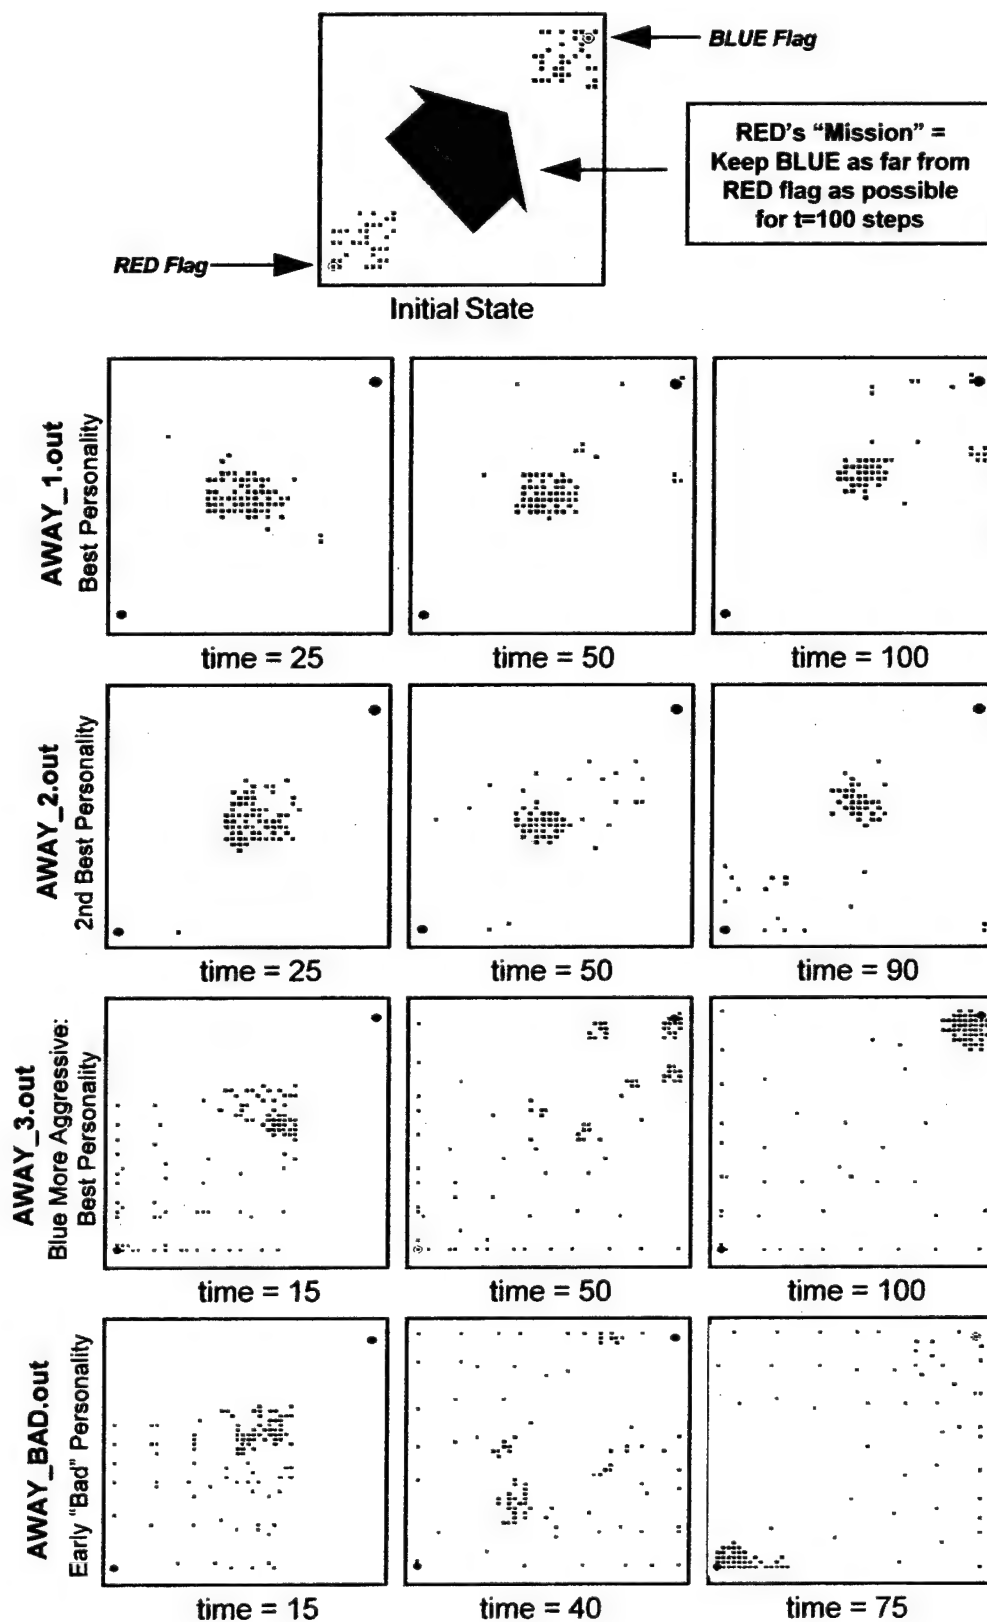 BLUE Flag
RED's "Mission" =
Keep BLUE as far from
RED flag as possible
for t=100 steps
RED Flag
Initial State
AWAY_1.out
Best Personality
time = 25
time = 50
time = 100
AWAY_2.out
2nd Best Personality
time = 25
time = 50
time = 90
AWAY_3.out
Blue More Aggressive:
Best Personality
time = 15
time = 50
time = 100
AWAY_BAD.out
Early "Bad" Personality
time = 15
time = 40
time = 75